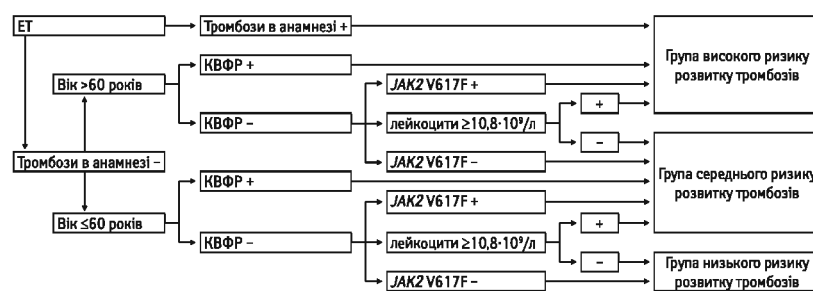 ЕТ
Тромбози в анамнезі +
Група високого ризику
розвитку тромбозів
КВФР +
Вік >60 років
JAK2 V617F +
+
КВФР –
лейкоцити ≥10,8·10⁹/л
–
JAK2 V617F –
Тромбози в анамнезі –
Група середнього ризику
розвитку тромбозів
КВФР +
JAK2 V617F +
Вік ≤60 років
+
КВФР –
лейкоцити ≥10,8·10⁹/л
–
Група низького ризику
розвитку тромбозів
JAK2 V617F –